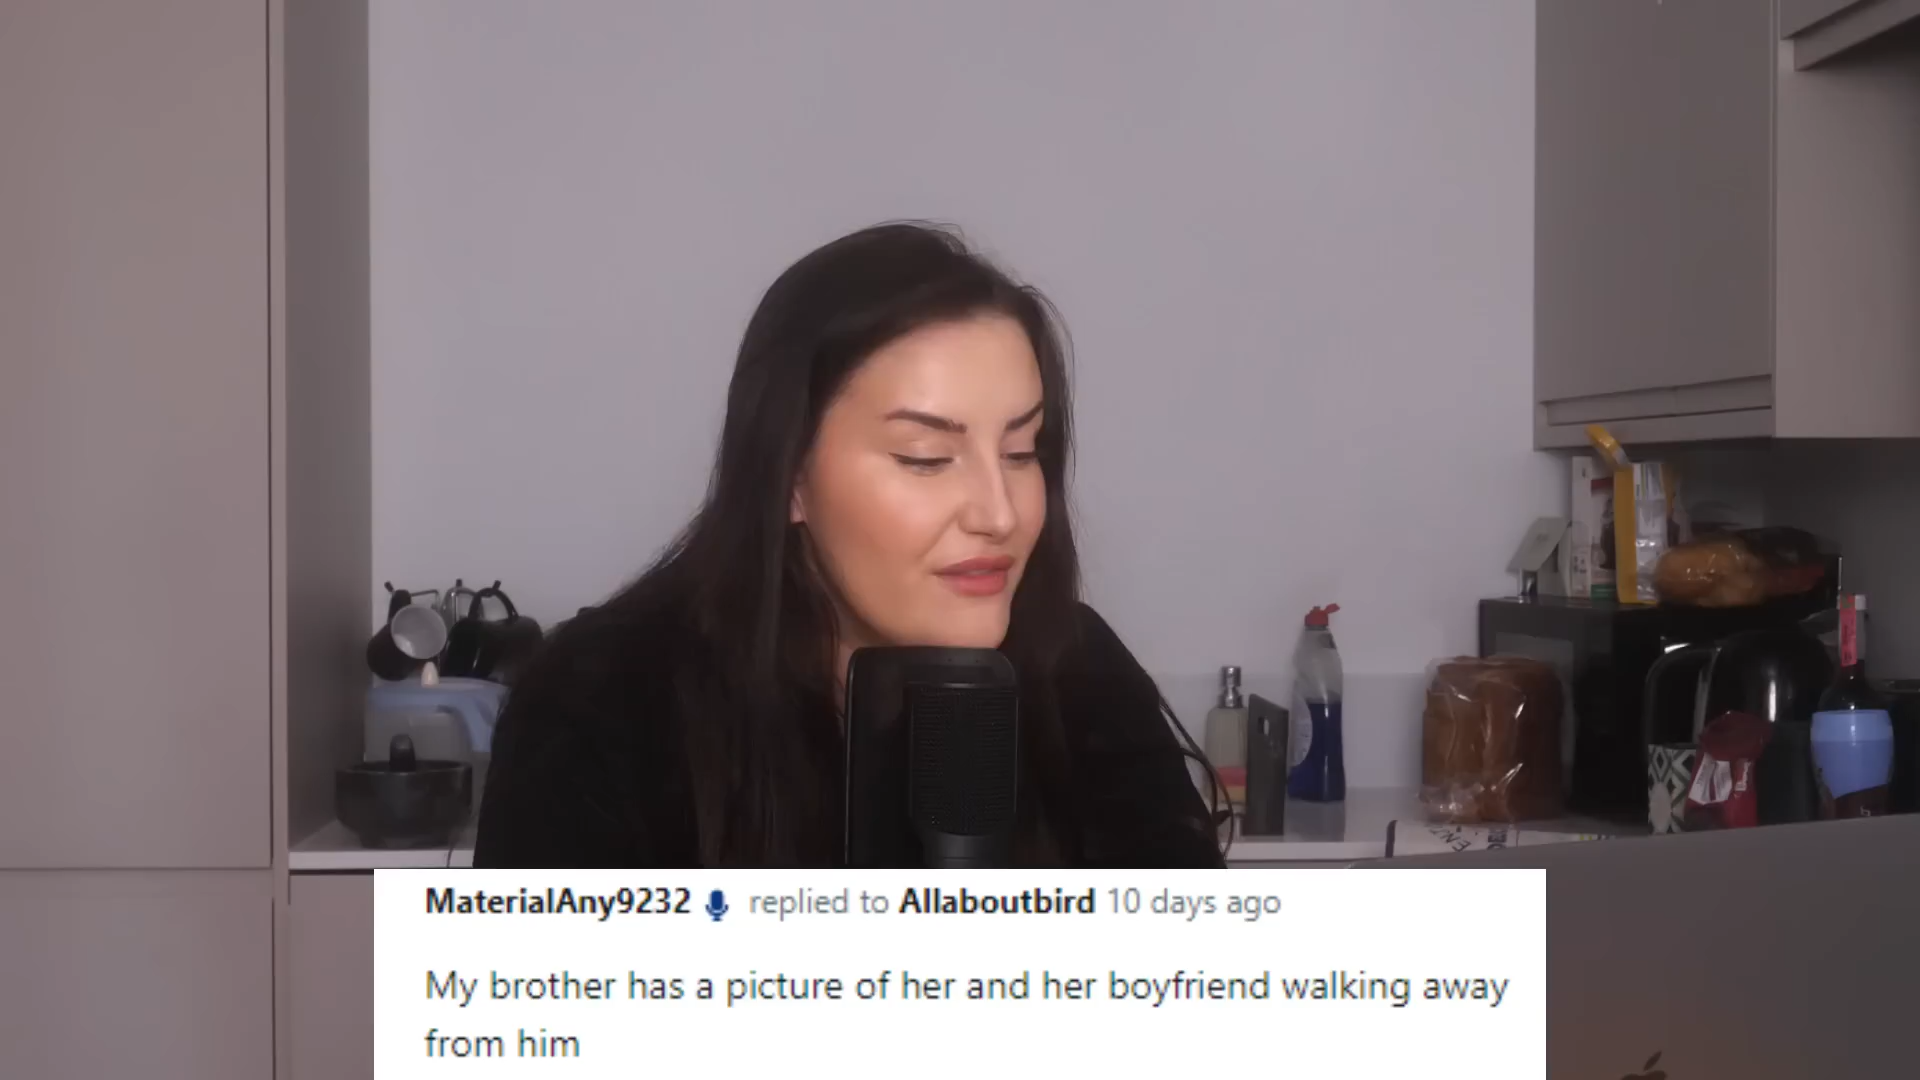 MaterialAny9232 replied to Allaboutbird 10 days ago
My brother has a picture of her and her boyfriend walking away
from him